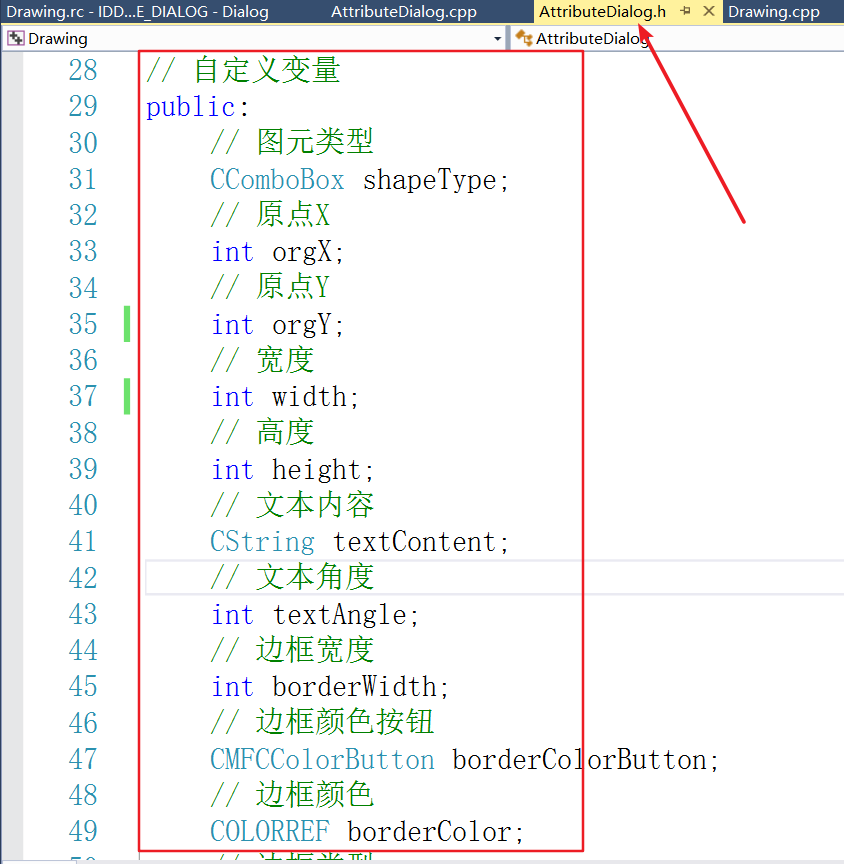 Drawing.rc - IDD...E_DIALOG - Dialog AttributeDialog.cpp AttributeDialog.h Drawing.cpp
Drawing AttributeDialog
28 // 自定义变量
29 public:
30 // 图元类型
31 CComboBox shapeType;
32 // 原点X
33 int orgX;
34 // 原点Y
35 int orgY;
36 // 宽度
37 int width;
38 // 高度
39 int height;
40 // 文本内容
41 CString textContent;
42 // 文本角度
43 int textAngle;
44 // 边框宽度
45 int borderWidth;
46 // 边框颜色按钮
47 CMFCColorButton borderColorButton;
48 // 边框颜色
49 COLORREF borderColor;